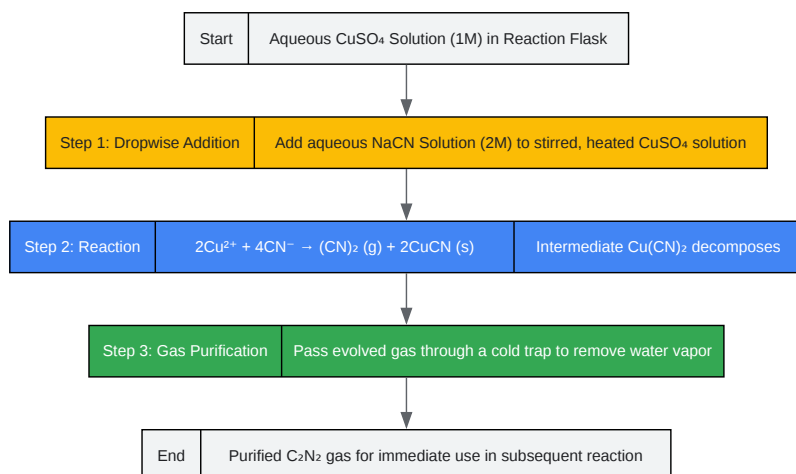 Start Aqueous CuSO₄ Solution (1M) in Reaction Flask
Step 1: Dropwise Addition Add aqueous NaCN Solution (2M) to stirred, heated CuSO₄ solution
Step 2: Reaction 2Cu²⁺ + 4CN⁻ → (CN)₂ (g) + 2CuCN (s) Intermediate Cu(CN)₂ decomposes
Step 3: Gas Purification Pass evolved gas through a cold trap to remove water vapor
End Purified C₂N₂ gas for immediate use in subsequent reaction